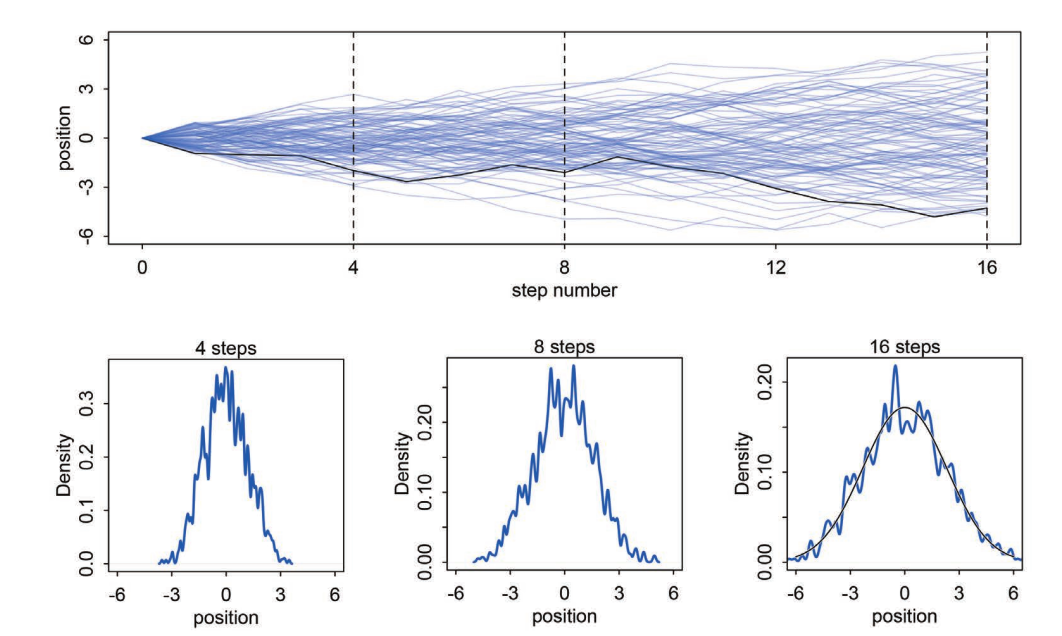 6
3
0
-3
-6
position
0 4 8 12 16
step number
4 steps
0.3
0.2
0.1
0.0
Density
-6 -3 0 3 6
position
8 steps
0.20
0.10
0.00
Density
-6 -3 0 3 6
position
16 steps
0.20
0.10
0.00
Density
-6 -3 0 3 6
position